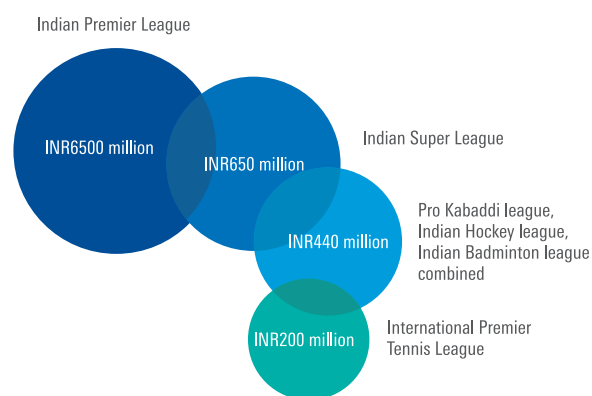 Indian Premier League
INR6500 million
INR650 million
Indian Super League
INR440 million
Pro Kabaddi league,
Indian Hockey league,
Indian Badminton league
combined
INR200 million
International Premier
Tennis League